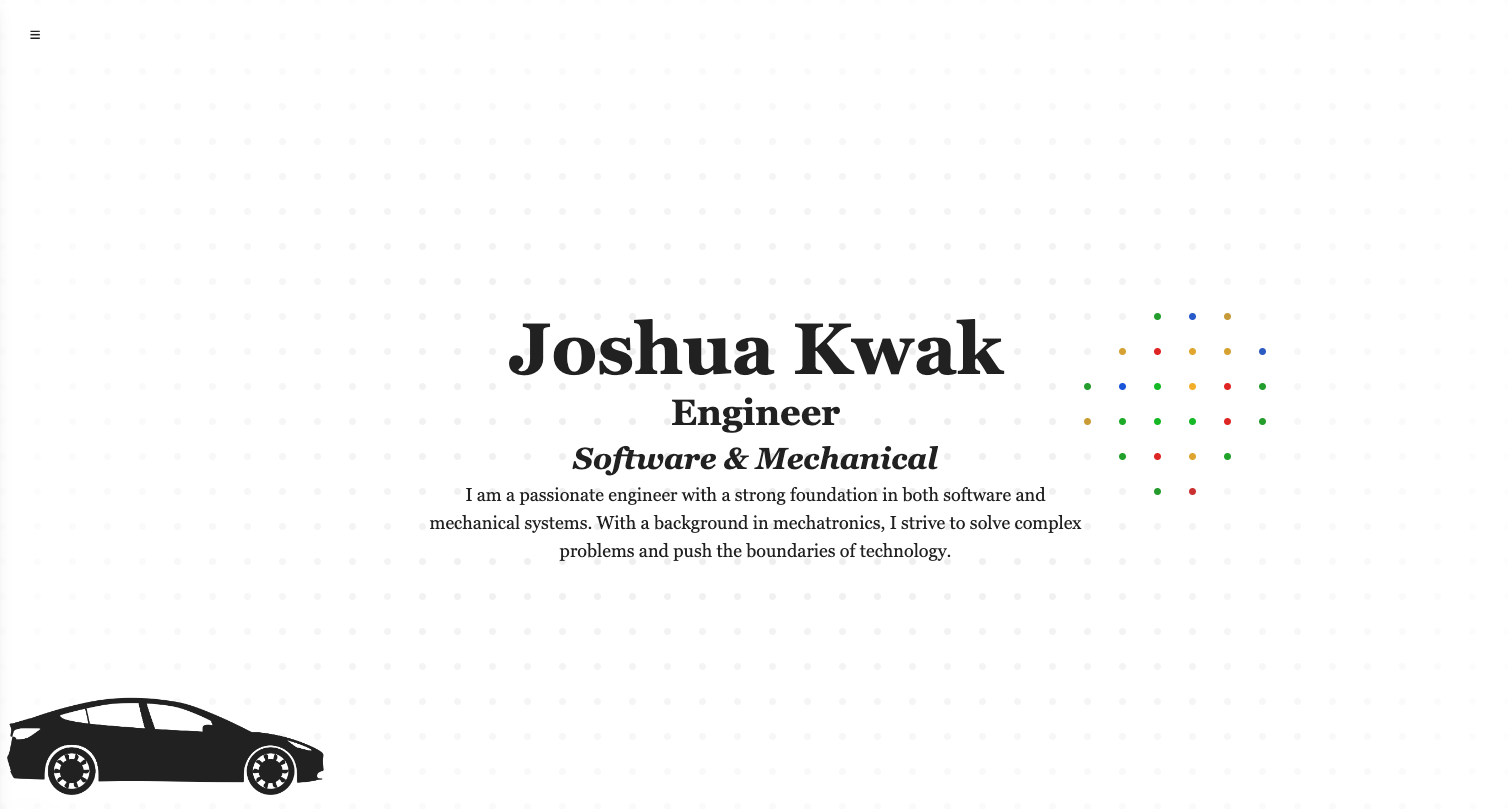 Joshua Kwak
Engineer
Software & Mechanical
I am a passionate engineer with a strong foundation in both software and
mechanical systems. With a background in mechatronics, I strive to solve complex
problems and push the boundaries of technology.